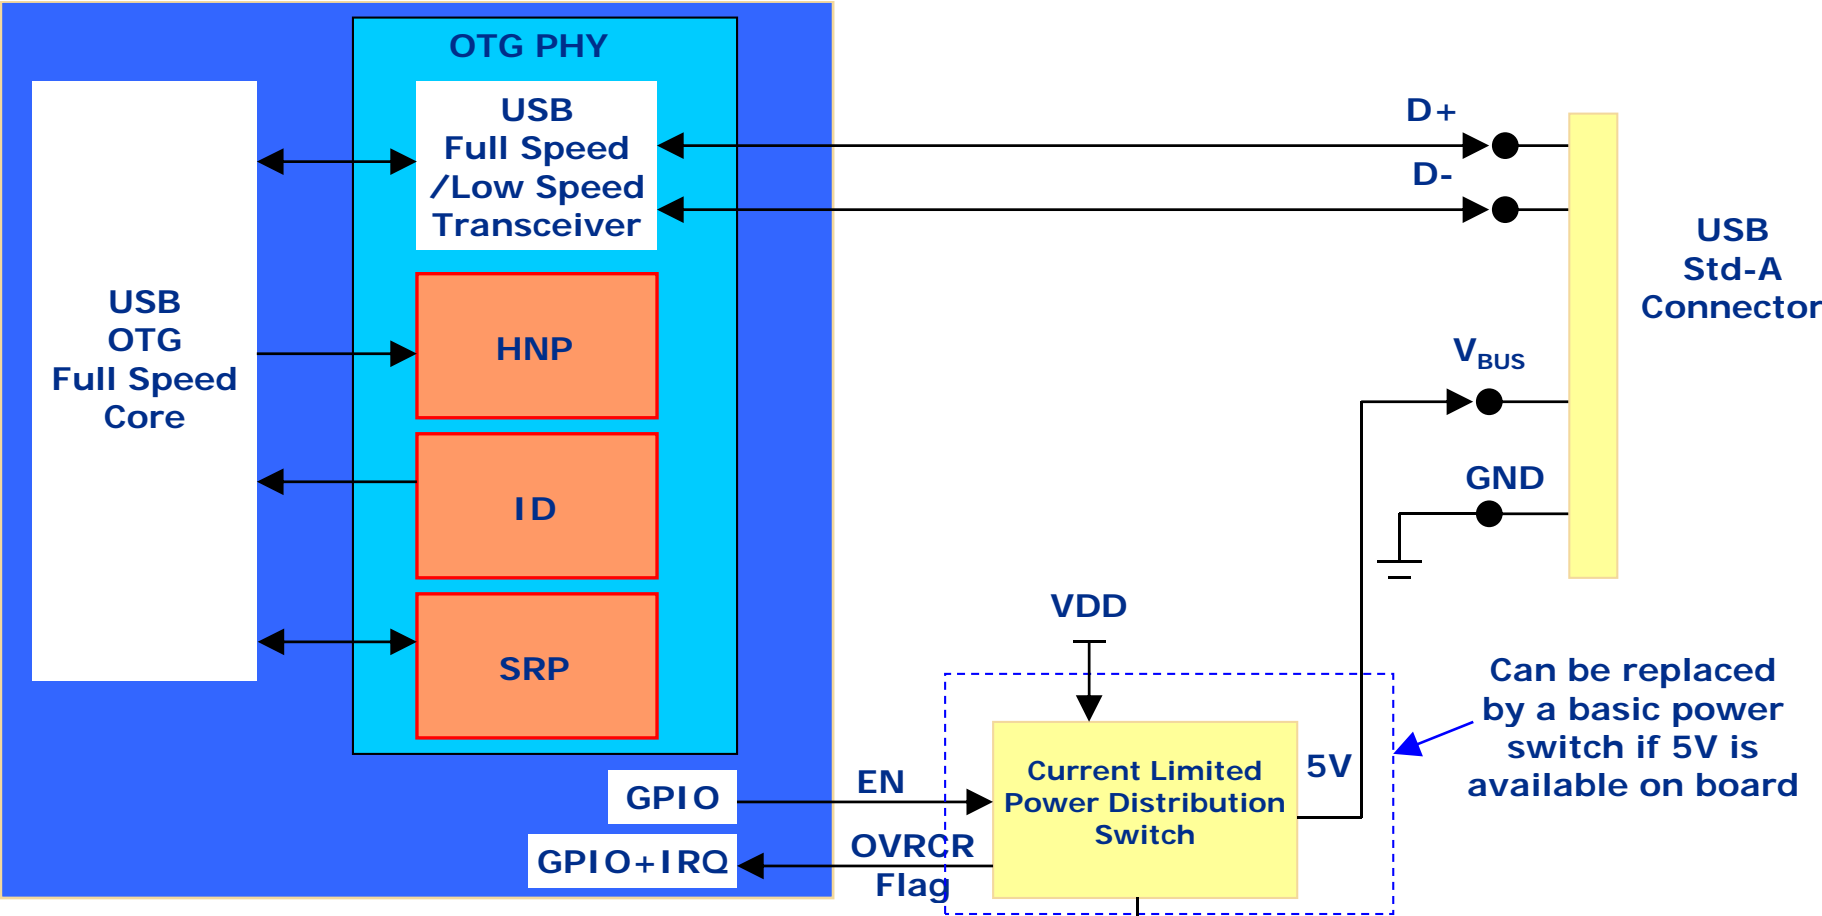 OTG PHY
USB
Full Speed
/Low Speed
Transceiver
USB
OTG
Full Speed
Core
HNP
ID
SRP
GPIO
GPIO+IRQ
EN
OVRCR
Flag
VDD
Current Limited
Power Distribution
Switch
5V
D+
D-
VBUS
GND
USB
Std-A
Connector
Can be replaced
by a basic power
switch if 5V is
available on board